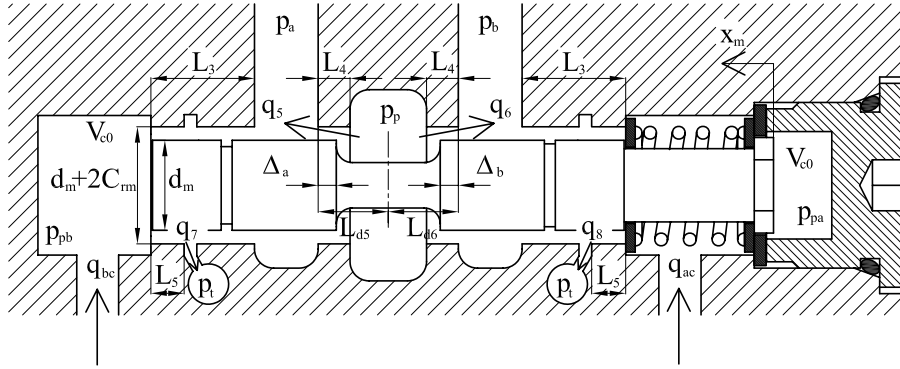 p_a
p_b
x_m
L_3
L_4
L_4
L_3
q_5
p_p
q_6
V_c0
V_c0
d_m+2C_rm
d_m
Δ_a
Δ_b
p_pb
p_pa
q_7
L_d5
L_d6
q_8
q_bc
L_5
p_t
p_t
L_5
q_ac